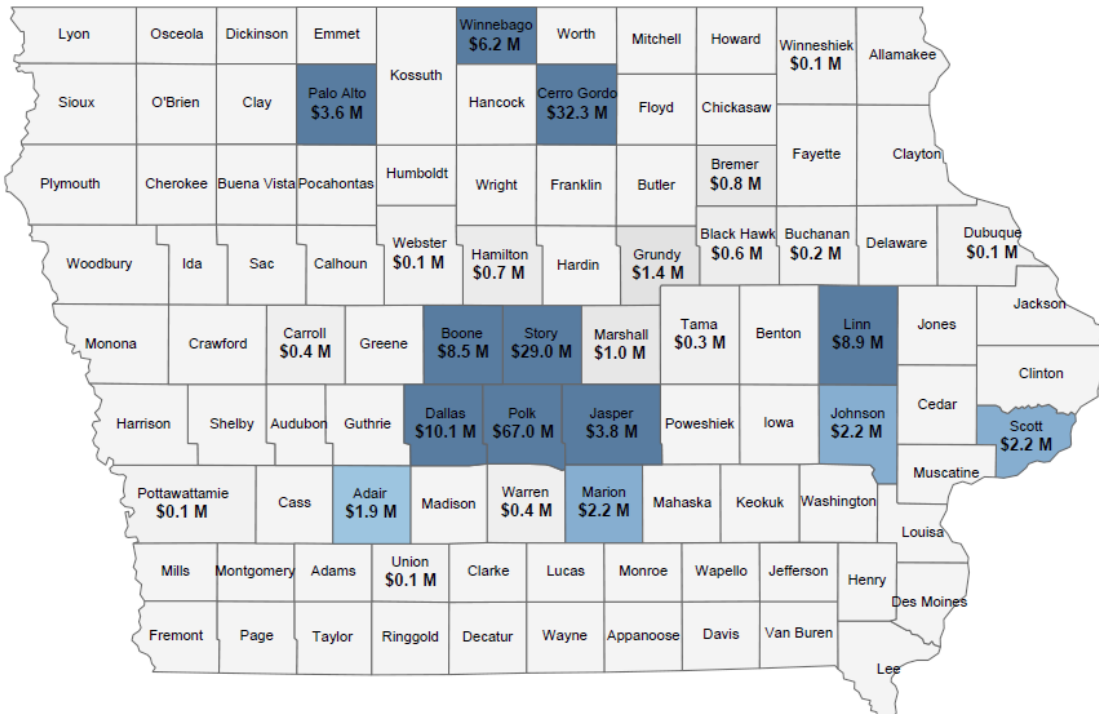 Lyon
Osceola
Dickinson
Emmet
Kossuth
Winnebago
$6.2 M
Worth
Mitchell
Howard
Winneshiek
$0.1 M
Allamakee
Sioux
O'Brien
Clay
Palo Alto
$3.6 M
Hancock
Cerro Gordo
$32.3 M
Floyd
Chickasaw
Fayette
Clayton
Plymouth
Cherokee
Buena Vista
Pocahontas
Humboldt
Wright
Franklin
Butler
Bremer
$0.8 M
Woodbury
Ida
Sac
Calhoun
Webster
$0.1 M
Hamilton
$0.7 M
Hardin
Grundy
$1.4 M
Black Hawk
$0.6 M
Buchanan
$0.2 M
Delaware
Dubuque
$0.1 M
Monona
Crawford
Carroll
$0.4 M
Greene
Boone
$8.5 M
Story
$29.0 M
Marshall
$1.0 M
Tama
$0.3 M
Benton
Linn
$8.9 M
Jones
Jackson
Clinton
Harrison
Shelby
Audubon
Guthrie
Dallas
$10.1 M
Polk
$67.0 M
Jasper
$3.8 M
Poweshiek
Iowa
Johnson
$2.2 M
Cedar
Scott
$2.2 M
Muscatine
Pottawattamie
$0.1 M
Cass
Adair
$1.9 M
Madison
Warren
$0.4 M
Marion
$2.2 M
Mahaska
Keokuk
Washington
Louisa
Mills
Montgomery
Adams
Union
$0.1 M
Clarke
Lucas
Monroe
Wapello
Jefferson
Henry
Des Moines
Fremont
Page
Taylor
Ringgold
Decatur
Wayne
Appanoose
Davis
Van Buren
Lee